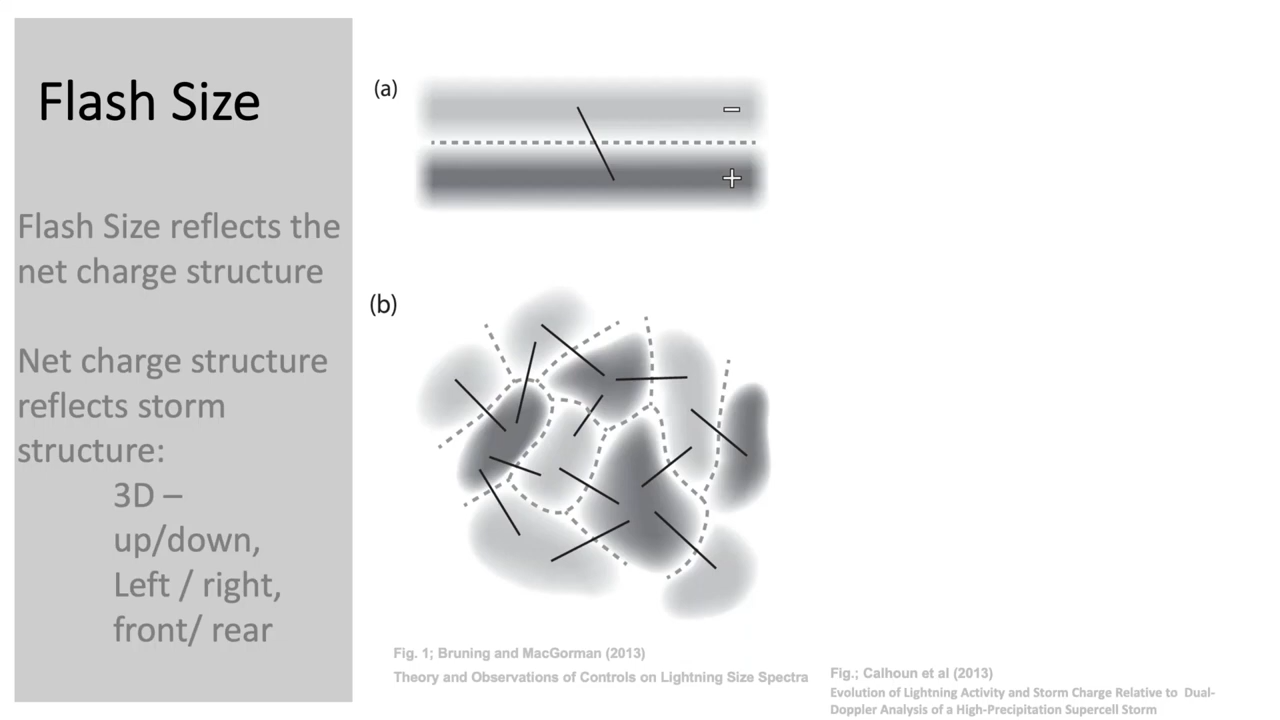 Flash Size
Flash Size reflects the
net charge structure
Net charge structure
reflects storm
structure:
3D –
up/down,
Left / right,
front/ rear
(a)
−
+
(b)
Fig. 1; Bruning and MacGorman (2013)
Theory and Observations of Controls on Lightning Size Spectra
Fig.; Calhoun et al (2013)
Evolution of Lightning Activity and Storm Charge Relative to Dual-
Doppler Analysis of a High-Precipitation Supercell Storm